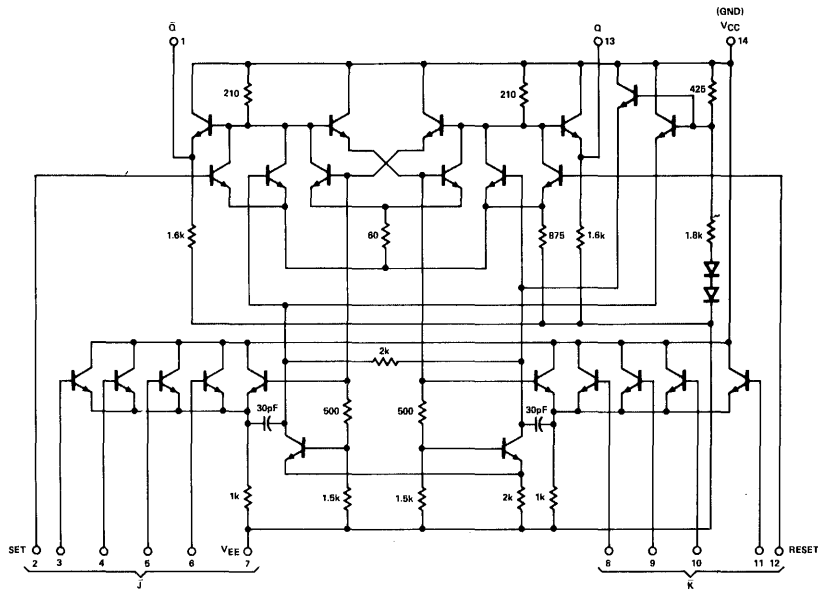 (GND)
Q̄ Q VCC
1 13 14
210 210 425
1.6k 60 875 1.6k 1.8k
2k
30pF 500 500 30pF
1k 1.5k 1.5k 2k 1k
SET VEE RESET
2 3 4 5 6 7 8 9 10 11 12
J̄ K̄